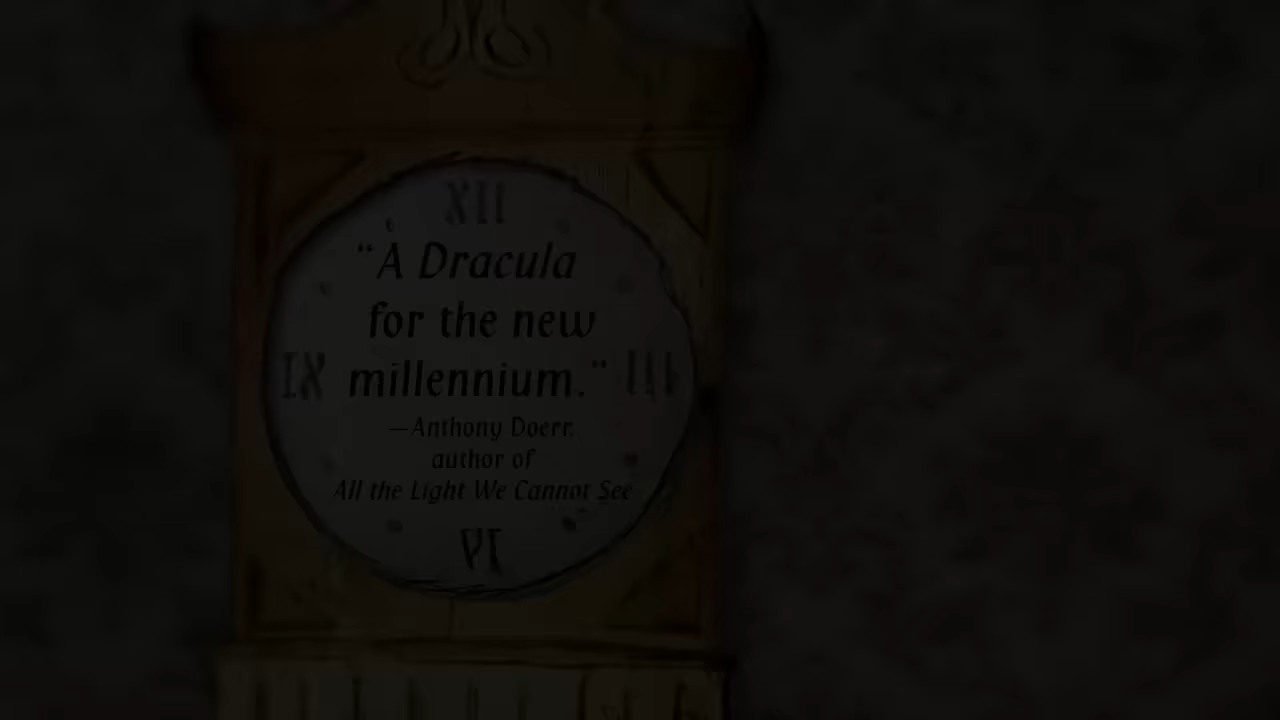 XII
“A Dracula
for the new
IX millennium.” III
—Anthony Doerr,
author of
All the Light We Cannot See
VI